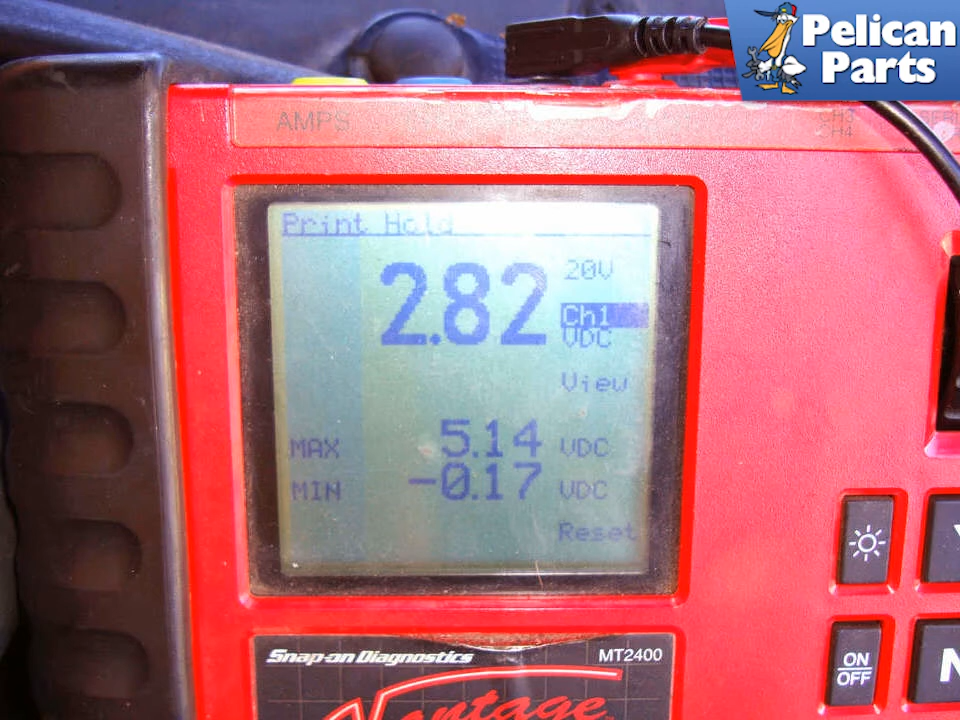 Pelican
Parts
AMPS
CH3
CH4
Print Hold
2.82
20V
Ch1
VDC
View
MAX 5.14 VDC
MIN -0.17 VDC
Reset
Snap-on Diagnostics
MT2400
Vantage
ON
OFF
N